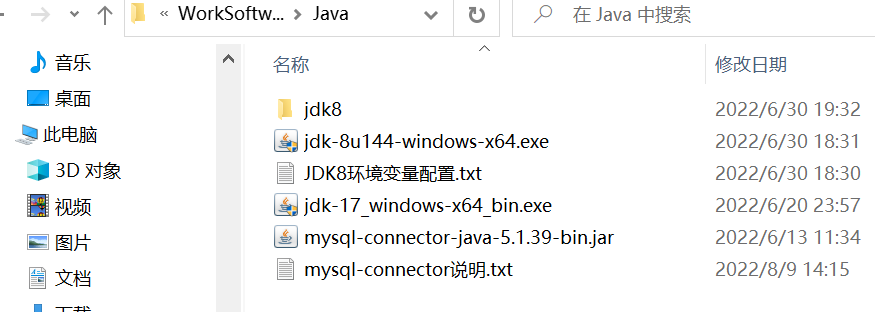 « WorkSoftw... > Java
在 Java 中搜索
名称 修改日期
音乐
桌面
此电脑
3D 对象
视频
图片
文档
下载
jdk8 2022/6/30 19:32
jdk-8u144-windows-x64.exe 2022/6/30 18:31
JDK8环境变量配置.txt 2022/6/30 18:30
jdk-17_windows-x64_bin.exe 2022/6/20 23:57
mysql-connector-java-5.1.39-bin.jar 2022/6/13 11:34
mysql-connector说明.txt 2022/8/9 14:15